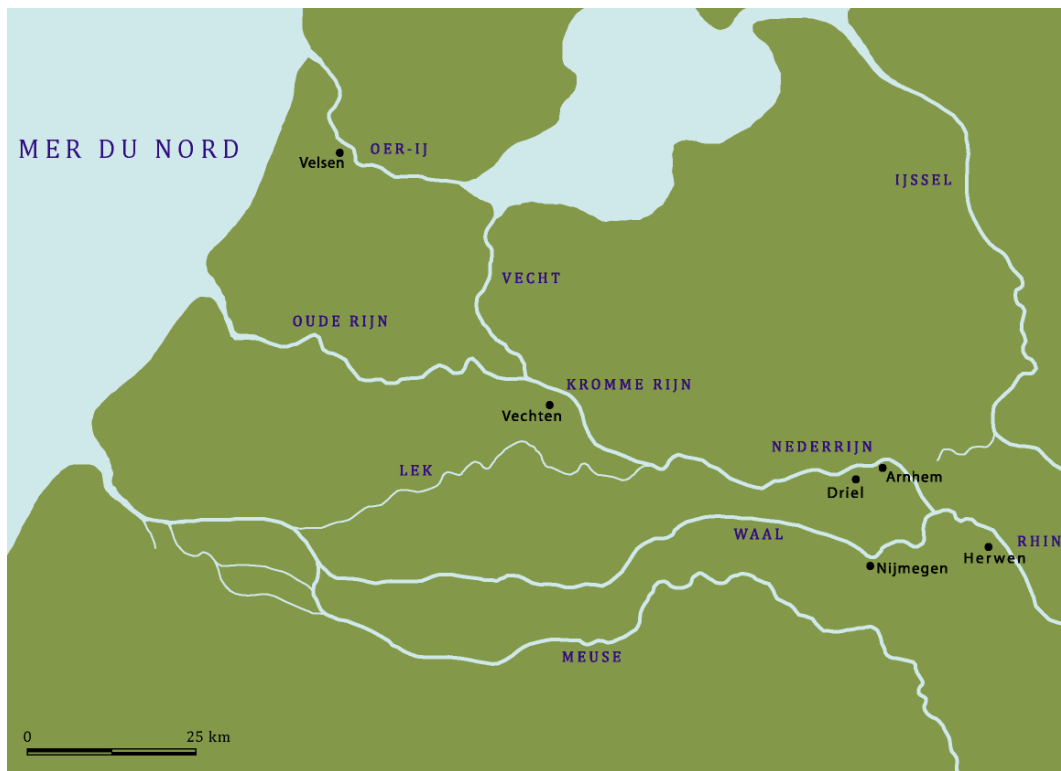 MER DU NORD
OER-IJ
Velsen
IJSSEL
VECHT
OUDE RIJN
KROMME RIJN
Vechten
LEK
NEDERRIJN
Arnhem
Driel
WAAL
RHIN
Herwen
Nijmegen
MEUSE
0 25 km